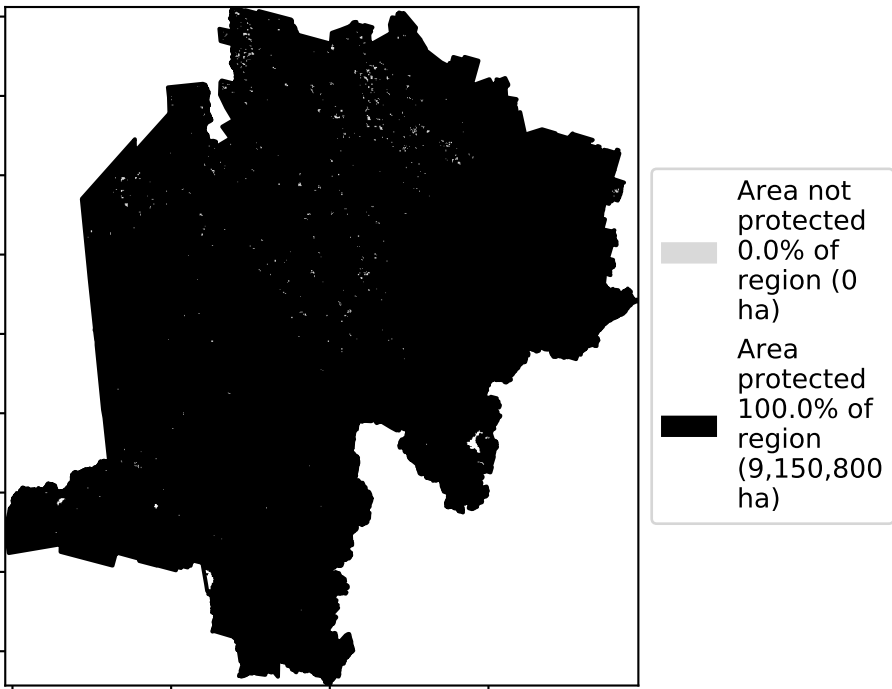 Area not
protected
0.0% of
region (0
ha)
Area
protected
100.0% of
region
(9,150,800
ha)